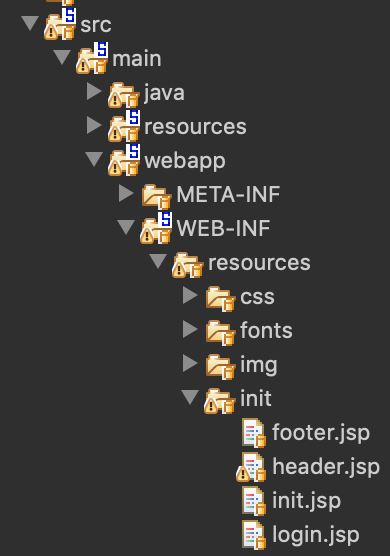 src
main
java
resources
webapp
META-INF
WEB-INF
resources
css
fonts
img
init
footer.jsp
header.jsp
init.jsp
login.jsp